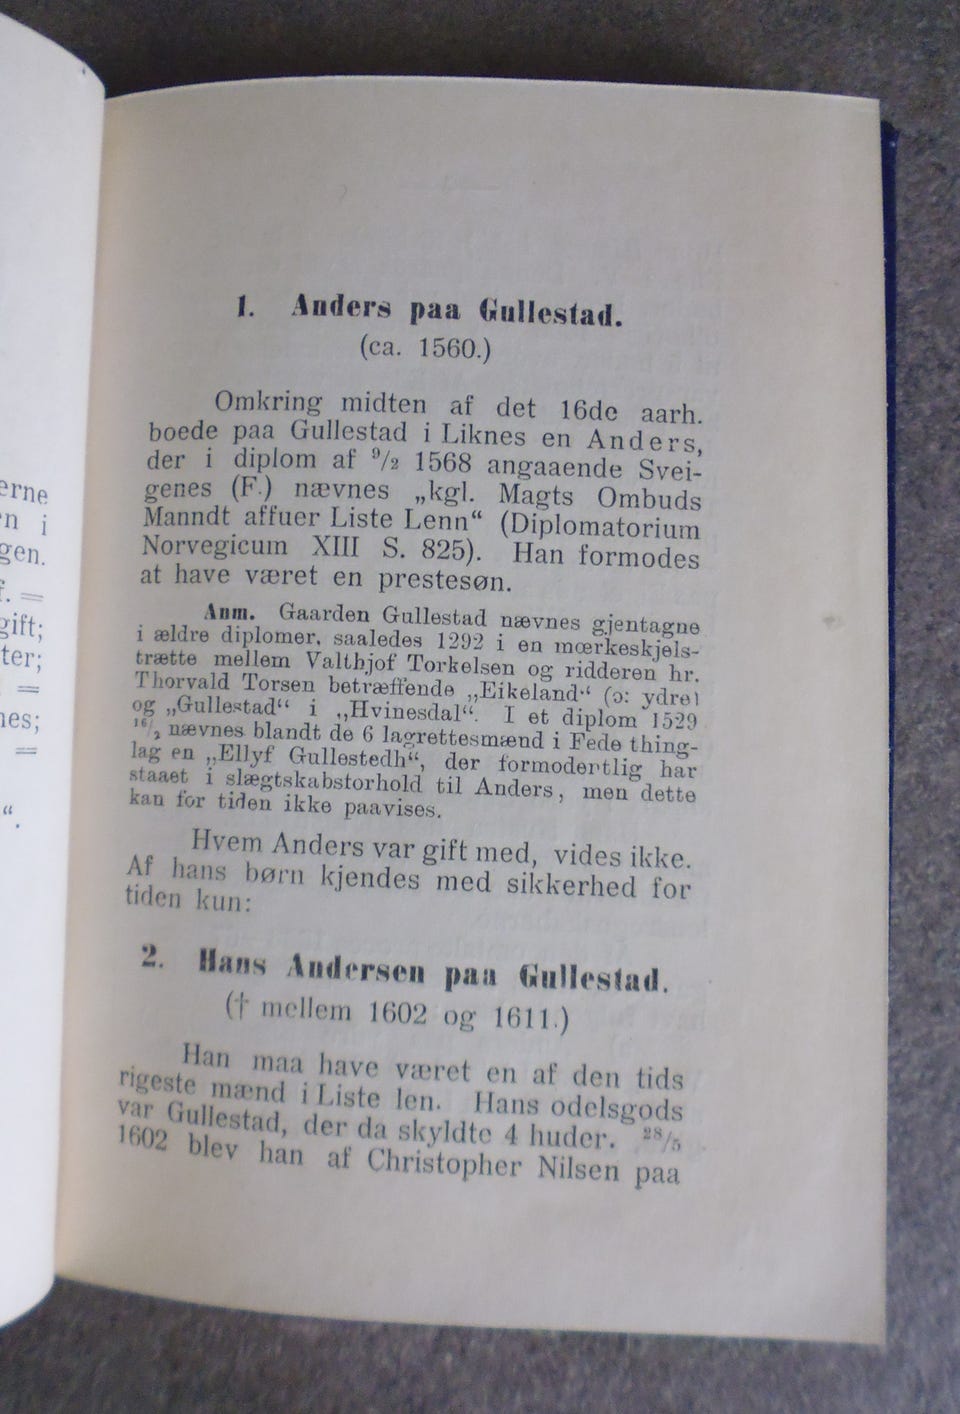 erne
n i
gen.
f. =
gift;
ter;
=
nes;
=
“.
1. Anders paa Gullestad.
(ca. 1560.)
Omkring midten af det 16de aarh.
boede paa Gullestad i Liknes en Anders,
der i diplom af 9/2 1568 angaaende Svei-
genes (F.) nævnes „kgl. Magts Ombuds
Manndt affuer Liste Lenn“ (Diplomatorium
Norvegicum XIII S. 825). Han formodes
at have været en prestesøn.
Anm. Gaarden Gullestad nævnes gjentagne
i ældre diplomer, saaledes 1292 i en mœrkeskjels-
trætte mellem Valthjof Torkelsen og ridderen hr.
Thorvald Torsen betræffende „Eikeland“ (ɔ: ydre)
og „Gullestad“ i „Hvinesdal“. I et diplom 1529
16/2 nævnes blandt de 6 lagrettesmænd i Fede thing-
lag en „Ellyf Gullestedh“, der formodentlig har
staaet i slægtskabstorhold til Anders, men dette
kan for tiden ikke paavises.
Hvem Anders var gift med, vides ikke.
Af hans børn kjendes med sikkerhed for
tiden kun:
2. Hans Andersen paa Gullestad.
(† mellem 1602 og 1611.)
Han maa have været en af den tids
rigeste mænd i Liste len. Hans odelsgods
var Gullestad, der da skyldte 4 huder. 28/5
1602 blev han af Christopher Nilsen paa